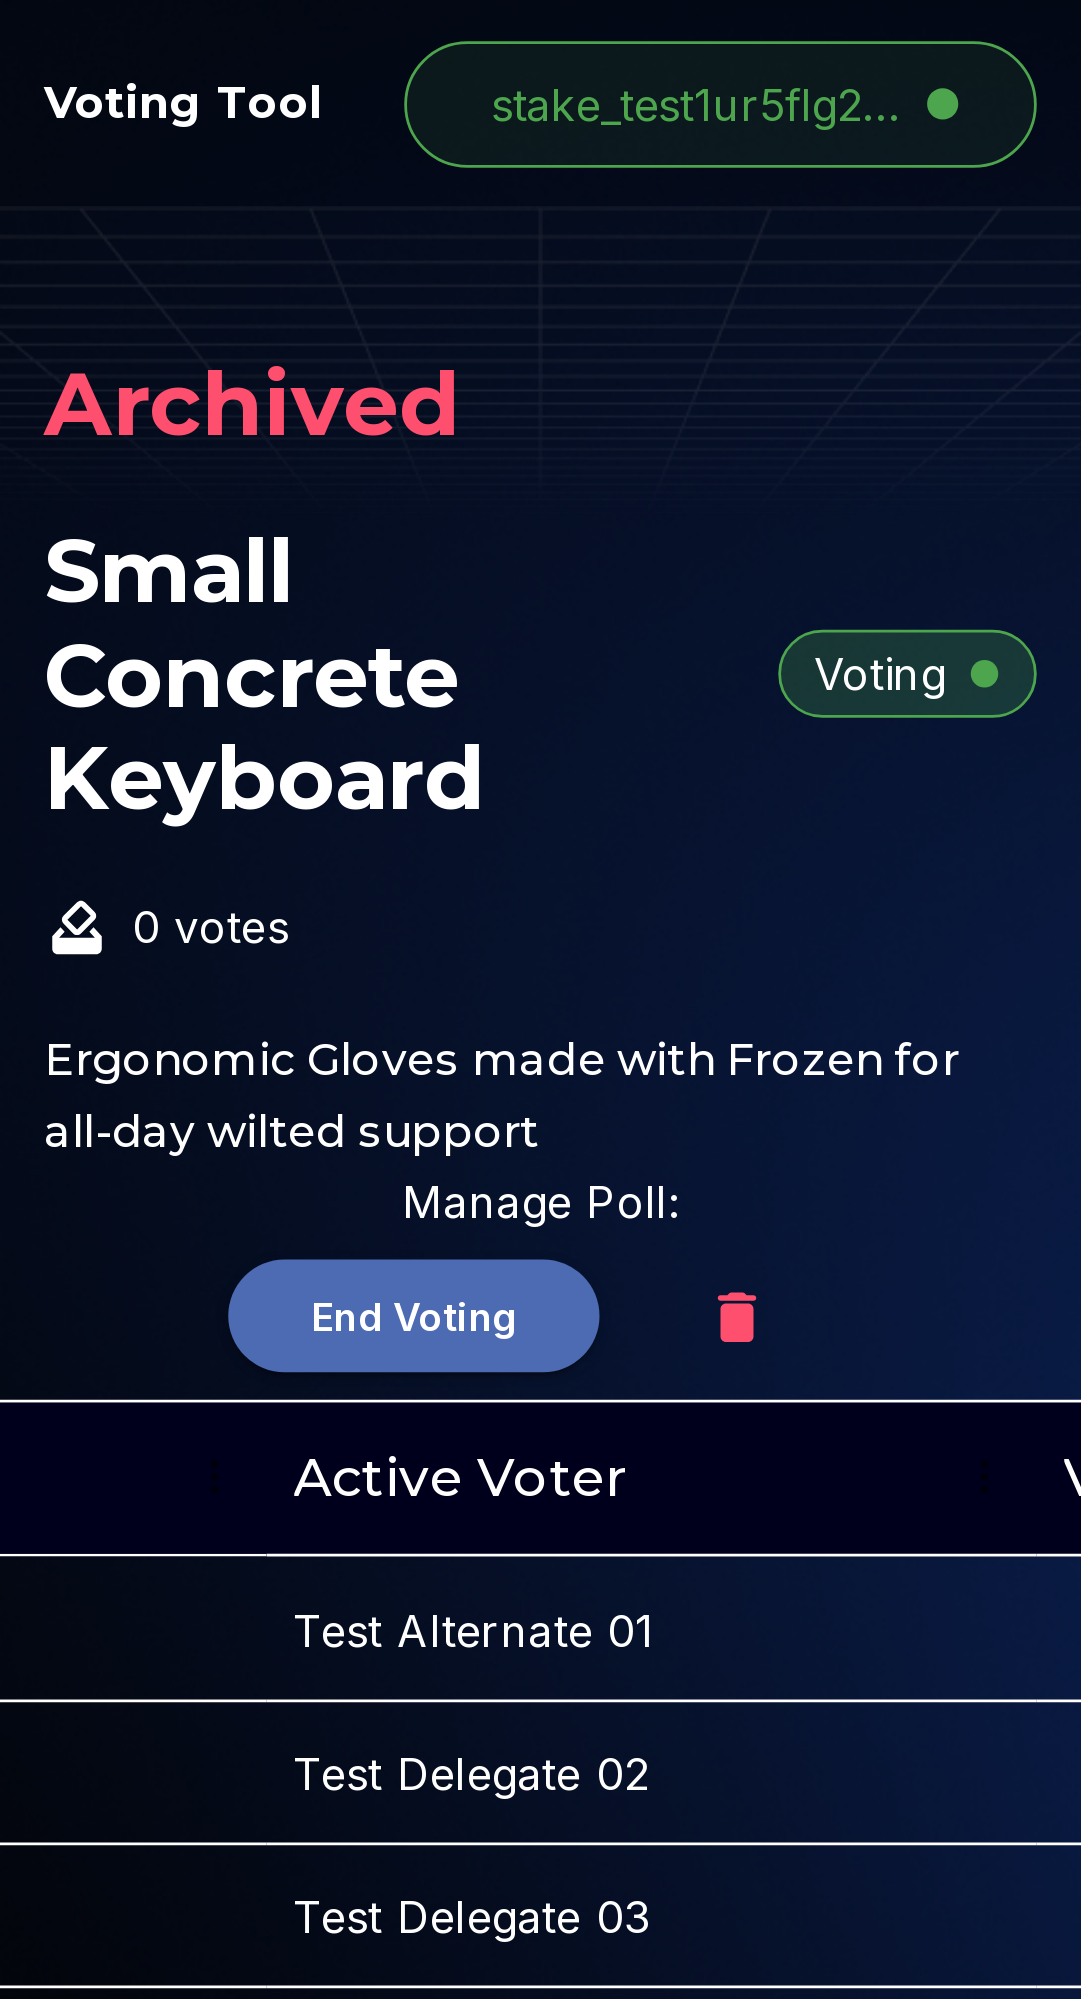 Voting Tool
stake_test1ur5flg2...
Archived
Small
Concrete
Keyboard
Voting
0 votes
Ergonomic Gloves made with Frozen for
all-day wilted support
Manage Poll:
End Voting
Active Voter
Test Alternate 01
Test Delegate 02
Test Delegate 03